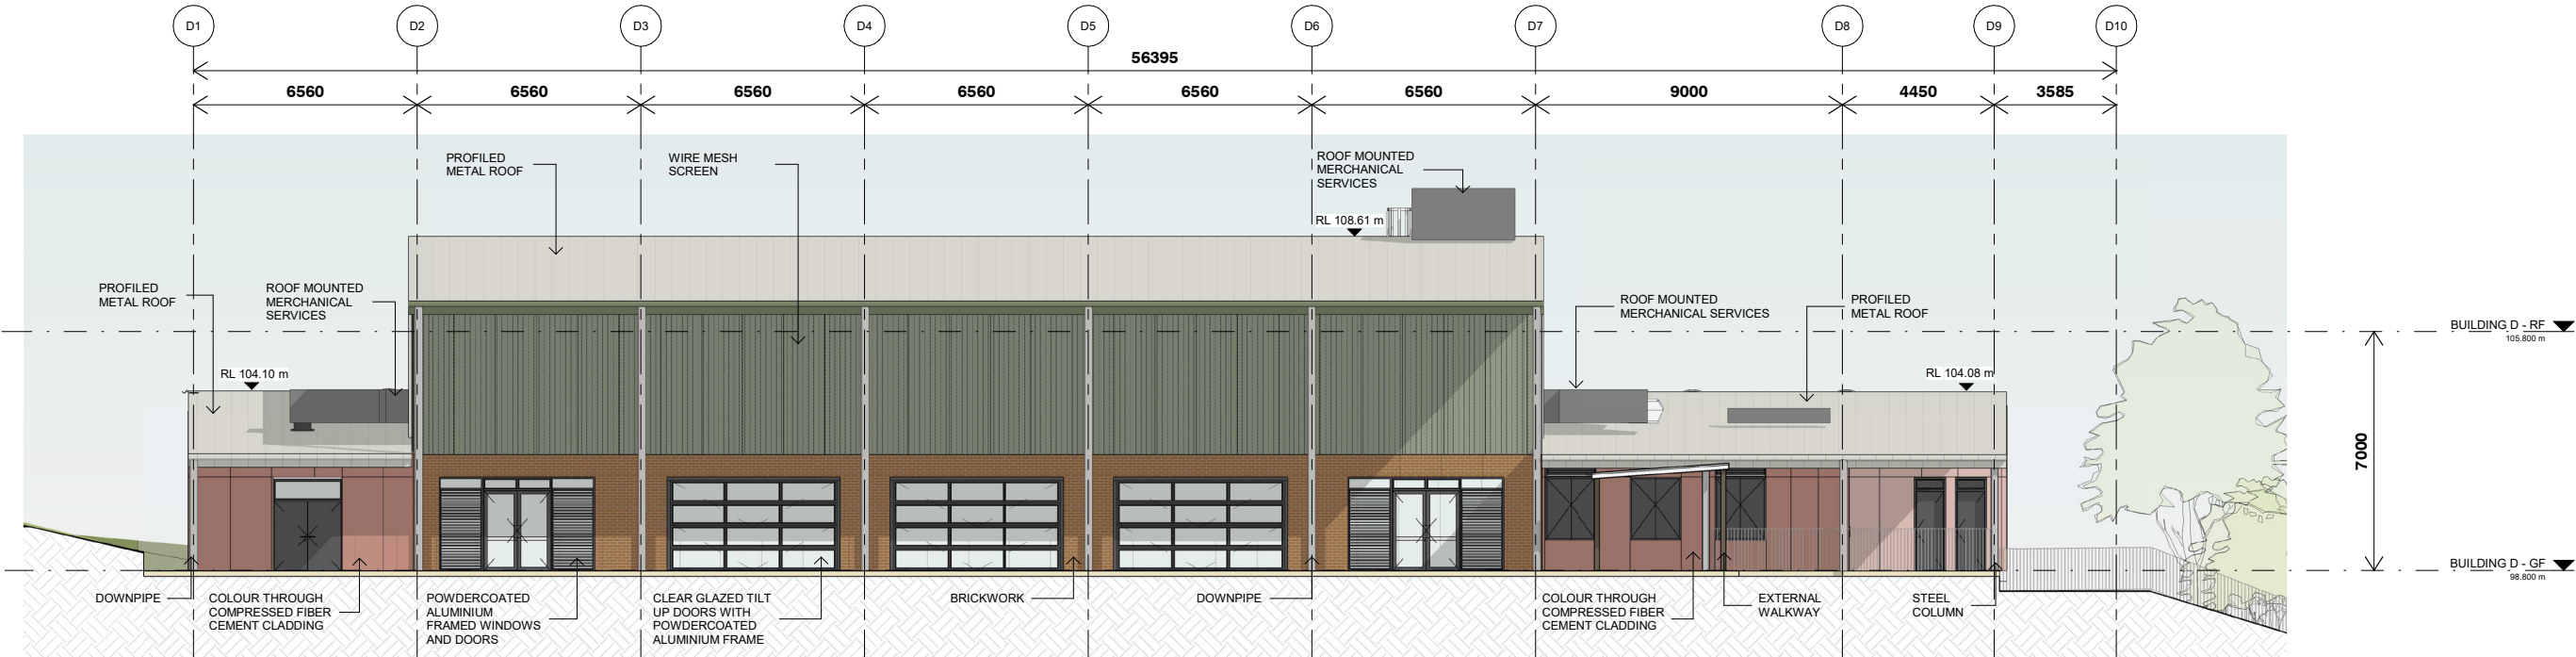 D1 D2 D3 D4 D5 D6 D7 D8 D9 D10
56395
6560 6560 6560 6560 6560 6560 9000 4450 3585
PROFILED
METAL ROOF
WIRE MESH
SCREEN
ROOF MOUNTED
MERCHANICAL
SERVICES
RL 108.61 m
PROFILED
METAL ROOF
ROOF MOUNTED
MERCHANICAL
SERVICES
ROOF MOUNTED
MERCHANICAL SERVICES
PROFILED
METAL ROOF
BUILDING D - RF
105.800 m
RL 104.10 m
RL 104.08 m
7000
BUILDING D - GF
98.800 m
DOWNPIPE
COLOUR THROUGH
COMPRESSED FIBER
CEMENT CLADDING
POWDERCOATED
ALUMINIUM
FRAMED WINDOWS
AND DOORS
CLEAR GLAZED TILT
UP DOORS WITH
POWDERCOATED
ALUMINIUM FRAME
BRICKWORK
DOWNPIPE
COLOUR THROUGH
COMPRESSED FIBER
CEMENT CLADDING
EXTERNAL
WALKWAY
STEEL
COLUMN